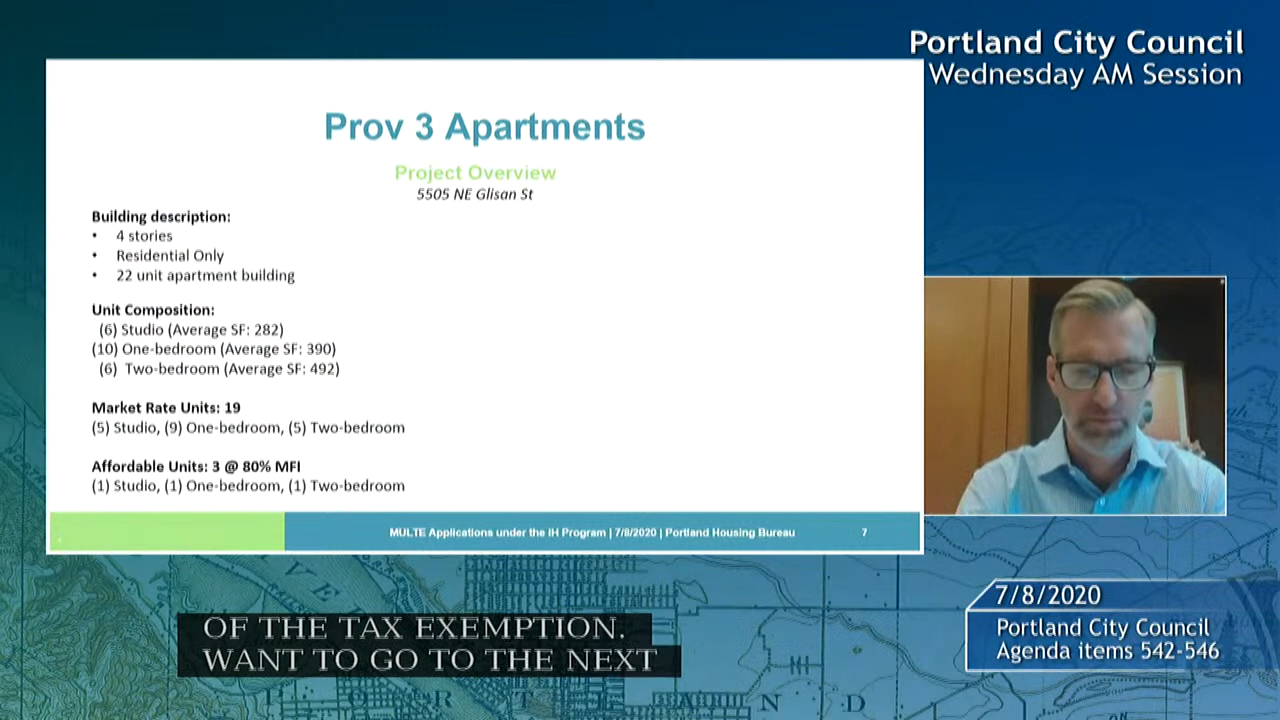 Portland City Council
Wednesday AM Session
Prov 3 Apartments
Project Overview
5505 NE Glisan St
Building description:
• 4 stories
• Residential Only
• 22 unit apartment building
Unit Composition:
(6) Studio (Average SF: 282)
(10) One-bedroom (Average SF: 390)
(6) Two-bedroom (Average SF: 492)
Market Rate Units: 19
(5) Studio, (9) One-bedroom, (5) Two-bedroom
Affordable Units: 3 @ 80% MFI
(1) Studio, (1) One-bedroom, (1) Two-bedroom
MULTE Applications under the IH Program | 7/8/2020 | Portland Housing Bureau 7
7/8/2020
Portland City Council
Agenda items 542-546
OF THE TAX EXEMPTION.
WANT TO GO TO THE NEXT